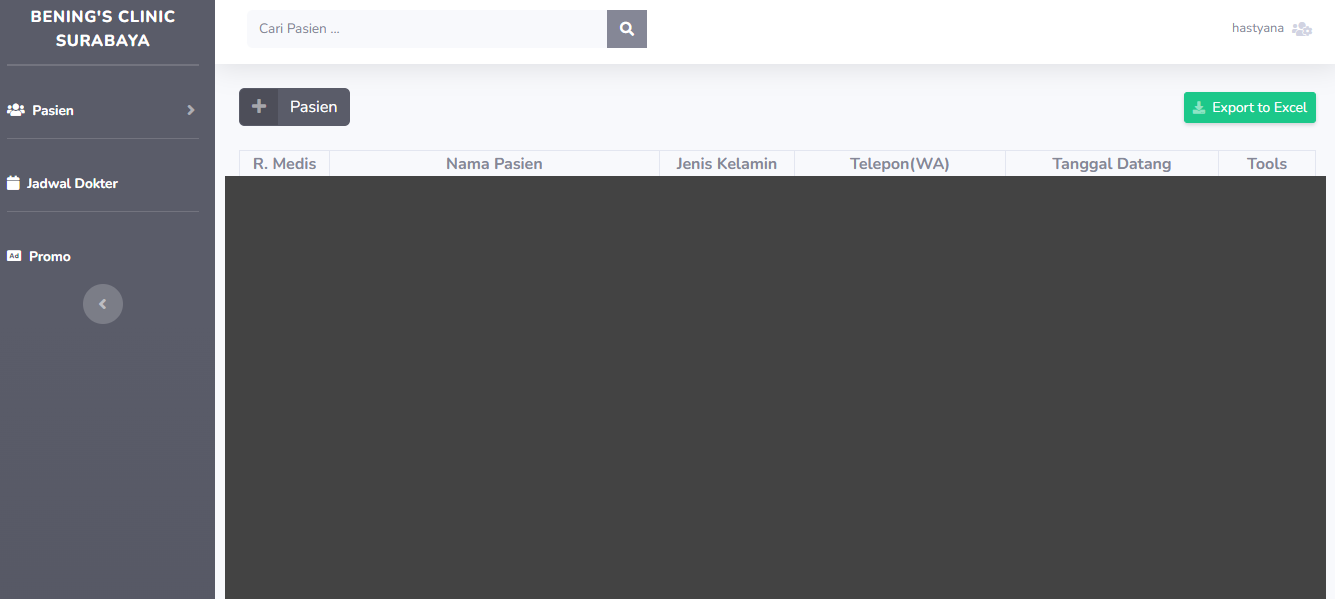 BENING'S CLINIC
SURABAYA
Cari Pasien ...
hastyana
Pasien
Jadwal Dokter
Ad Promo
Pasien
Export to Excel
R. Medis Nama Pasien Jenis Kelamin Telepon(WA) Tanggal Datang Tools